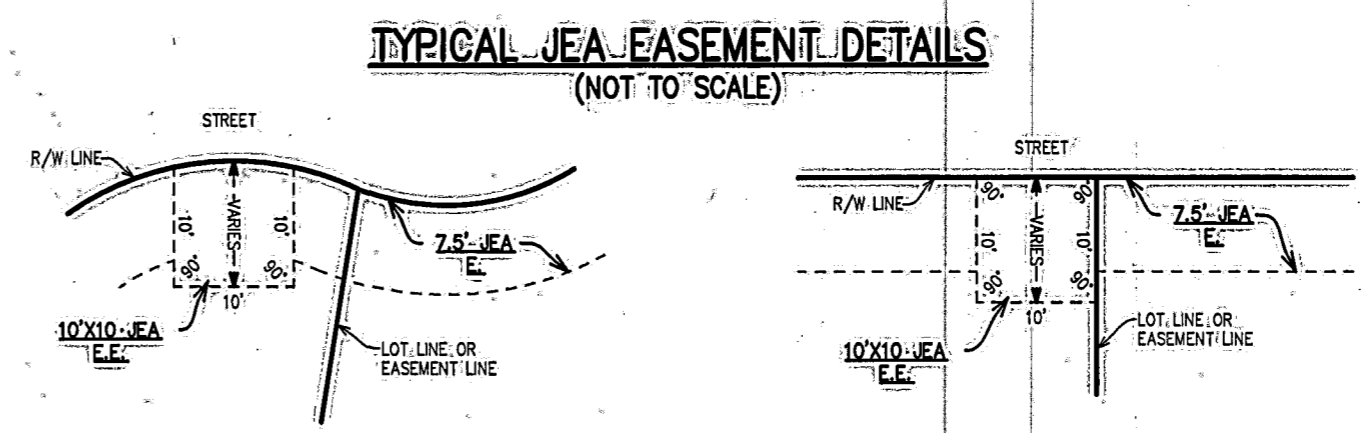 TYPICAL JEA EASEMENT DETAILS
(NOT TO SCALE)
STREET
R/W LINE
10'
VARIES
10'
90°
90°
10'
7.5' JEA
E.
10'X10' JEA
E.E.
LOT LINE OR
EASEMENT LINE
STREET
R/W LINE
90°
90°
10'
VARIES
10'
90°
90°
10'
7.5' JEA
E.
10'X10' JEA
E.E.
LOT LINE OR
EASEMENT LINE